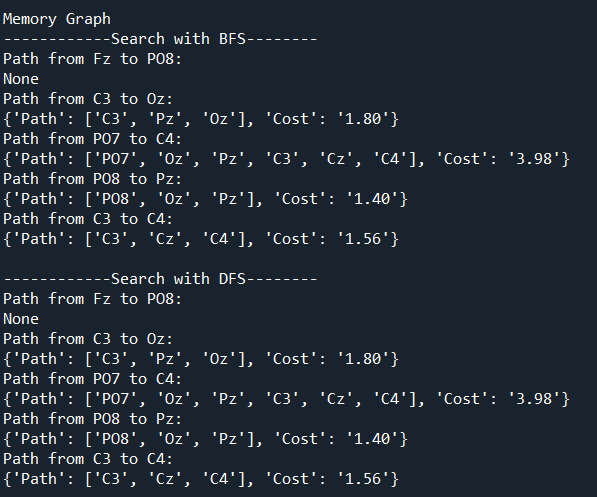 Memory Graph
------------Search with BFS--------
Path from Fz to PO8:
None
Path from C3 to Oz:
{'Path': ['C3', 'Pz', 'Oz'], 'Cost': '1.80'}
Path from PO7 to C4:
{'Path': ['PO7', 'Oz', 'Pz', 'C3', 'Cz', 'C4'], 'Cost': '3.98'}
Path from PO8 to Pz:
{'Path': ['PO8', 'Oz', 'Pz'], 'Cost': '1.40'}
Path from C3 to C4:
{'Path': ['C3', 'Cz', 'C4'], 'Cost': '1.56'}
------------Search with DFS--------
Path from Fz to PO8:
None
Path from C3 to Oz:
{'Path': ['C3', 'Pz', 'Oz'], 'Cost': '1.80'}
Path from PO7 to C4:
{'Path': ['PO7', 'Oz', 'Pz', 'C3', 'Cz', 'C4'], 'Cost': '3.98'}
Path from PO8 to Pz:
{'Path': ['PO8', 'Oz', 'Pz'], 'Cost': '1.40'}
Path from C3 to C4:
{'Path': ['C3', 'Cz', 'C4'], 'Cost': '1.56'}